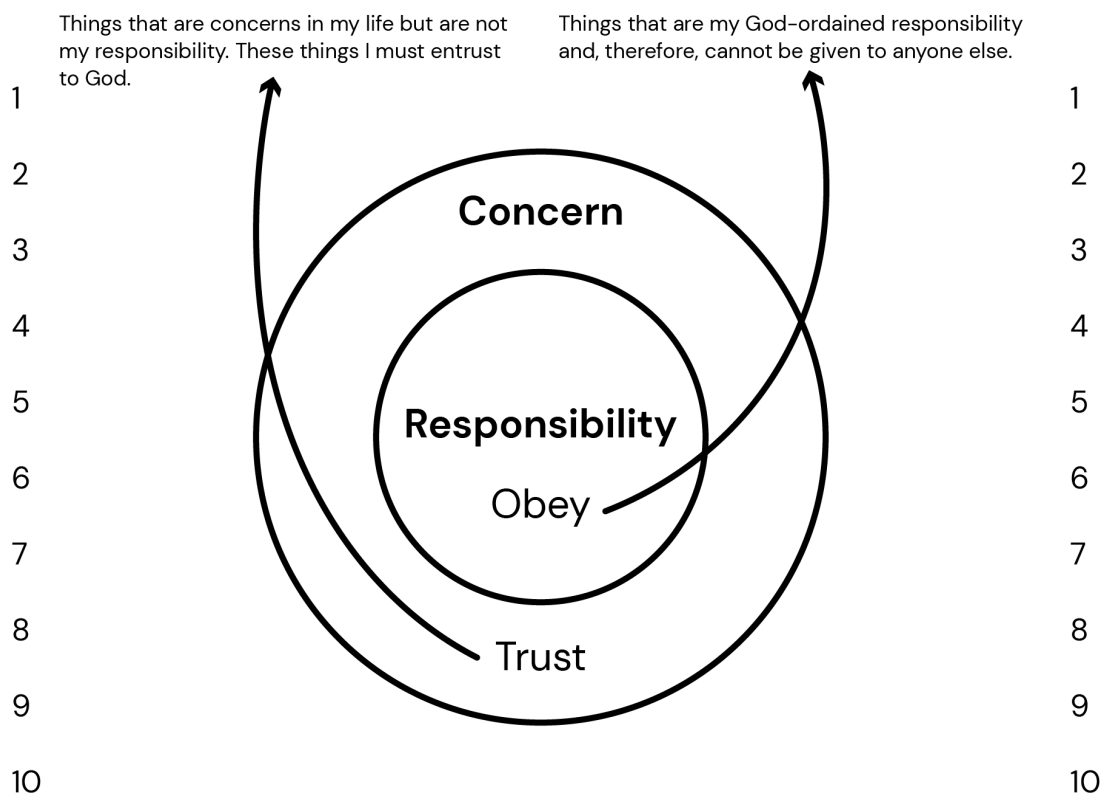 Things that are concerns in my life but are not
my responsibility. These things I must entrust
to God.
Things that are my God-ordained responsibility
and, therefore, cannot be given to anyone else.
1
2
3
4
5
6
7
8
9
10
Concern
Responsibility
Obey
Trust
1
2
3
4
5
6
7
8
9
10